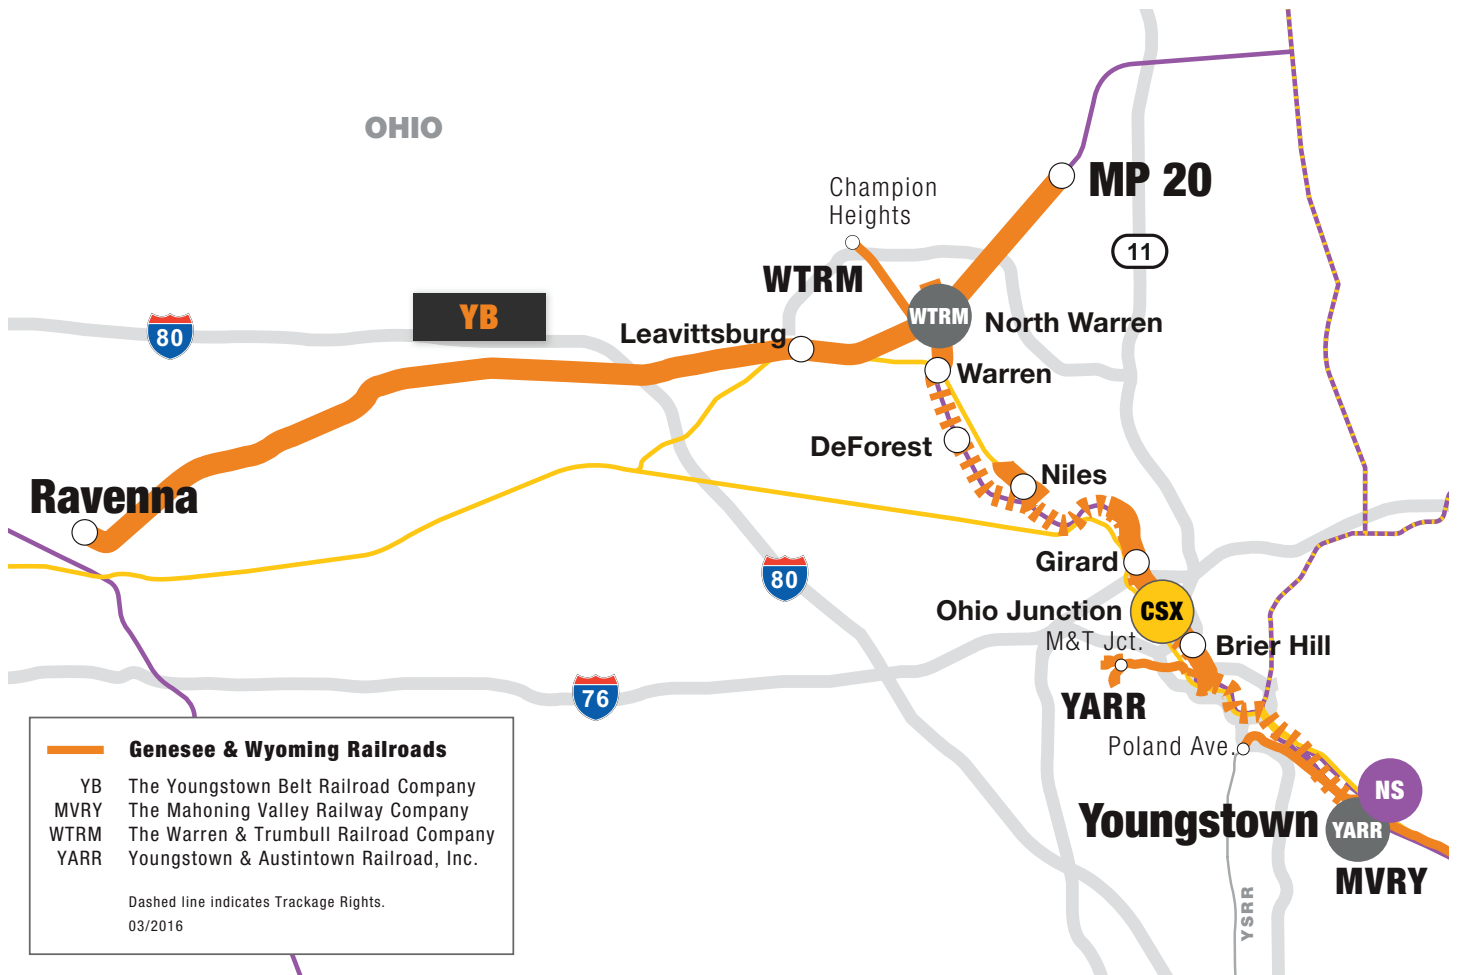 OHIO
MP 20
Champion
Heights
11
WTRM
YB
80
Leavittsburg
WTRM
North Warren
Warren
DeForest
Niles
Ravenna
Girard
80
Ohio Junction
CSX
M&T Jct.
Brier Hill
76
YARR
Poland Ave.
NS
Youngstown
YARR
MVRY
YSRR
Genesee & Wyoming Railroads
YB The Youngstown Belt Railroad Company
MVRY The Mahoning Valley Railway Company
WTRM The Warren & Trumbull Railroad Company
YARR Youngstown & Austintown Railroad, Inc.
Dashed line indicates Trackage Rights.
03/2016